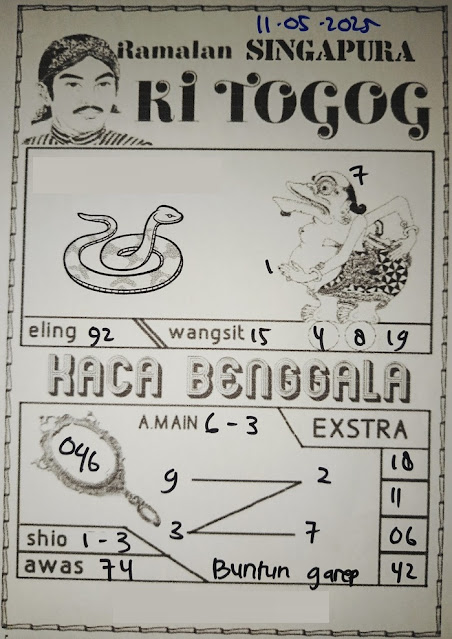 11-05-2025
Ramalan SINGAPURA
KI TOGOG
7
1
eling 92 wangsit 15 4 8 19
KACA BENGGALA
A.MAIN 6-3 EXSTRA
046
18
9 2
11
3 7
06
shio 1-3
awas 74 Buntun garep 42